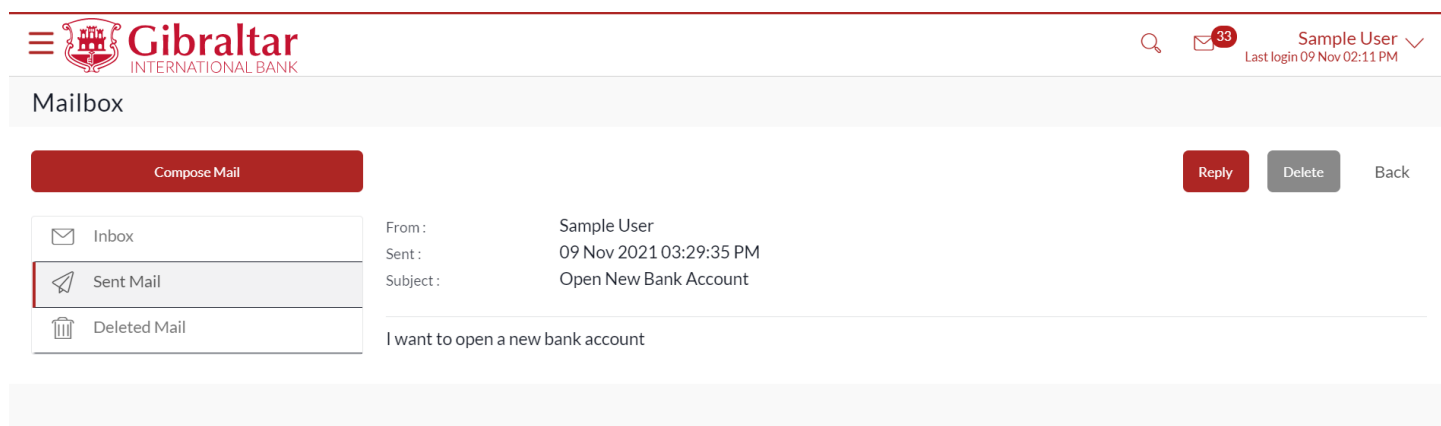 Gibraltar
INTERNATIONAL BANK
33
Sample User
Last login 09 Nov 02:11 PM
Mailbox
Compose Mail
Reply
Delete
Back
Inbox
Sent Mail
Deleted Mail
From :
Sample User
Sent :
09 Nov 2021 03:29:35 PM
Subject :
Open New Bank Account
I want to open a new bank account